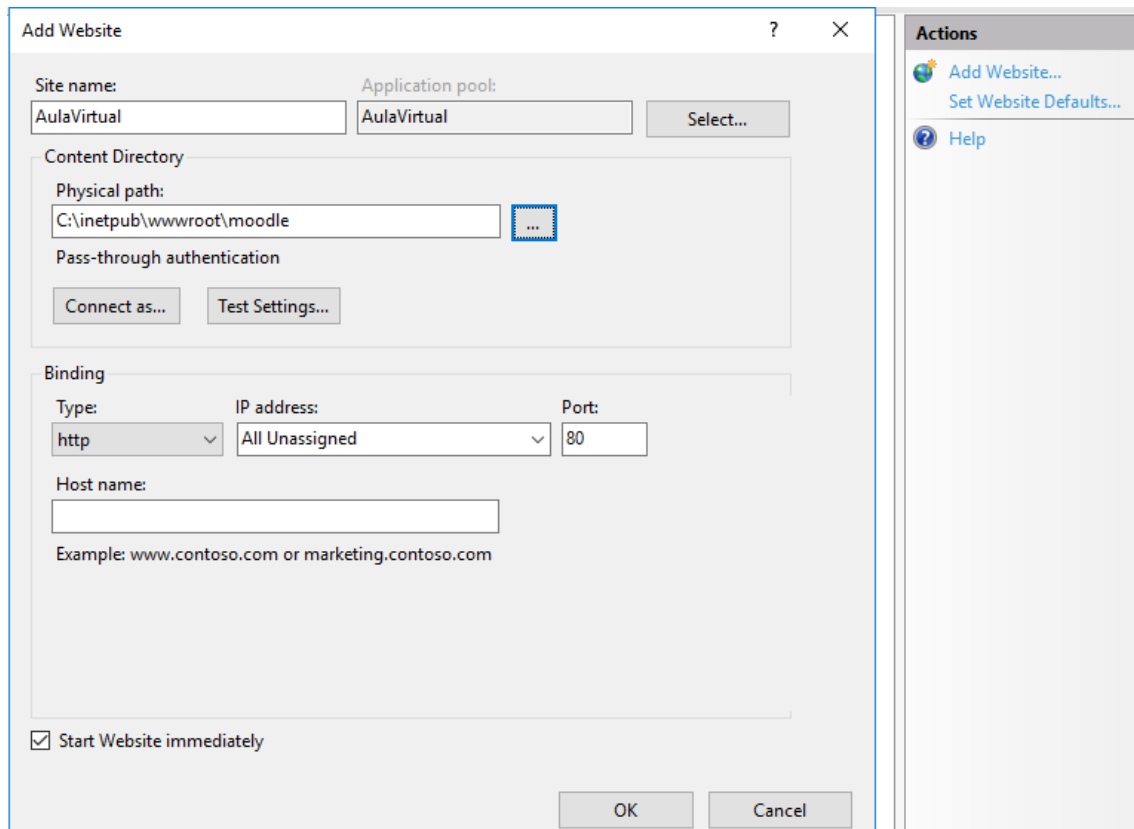 Add Website
?
Actions
Add Website...
Set Website Defaults...
Help
Site name:
Application pool:
AulaVirtual
AulaVirtual
Select...
Content Directory
Physical path:
C:\inetpub\wwwroot\moodle
...
Pass-through authentication
Connect as...
Test Settings...
Binding
Type:
IP address:
Port:
http
All Unassigned
80
Host name:
Example: www.contoso.com or marketing.contoso.com
Start Website immediately
OK
Cancel